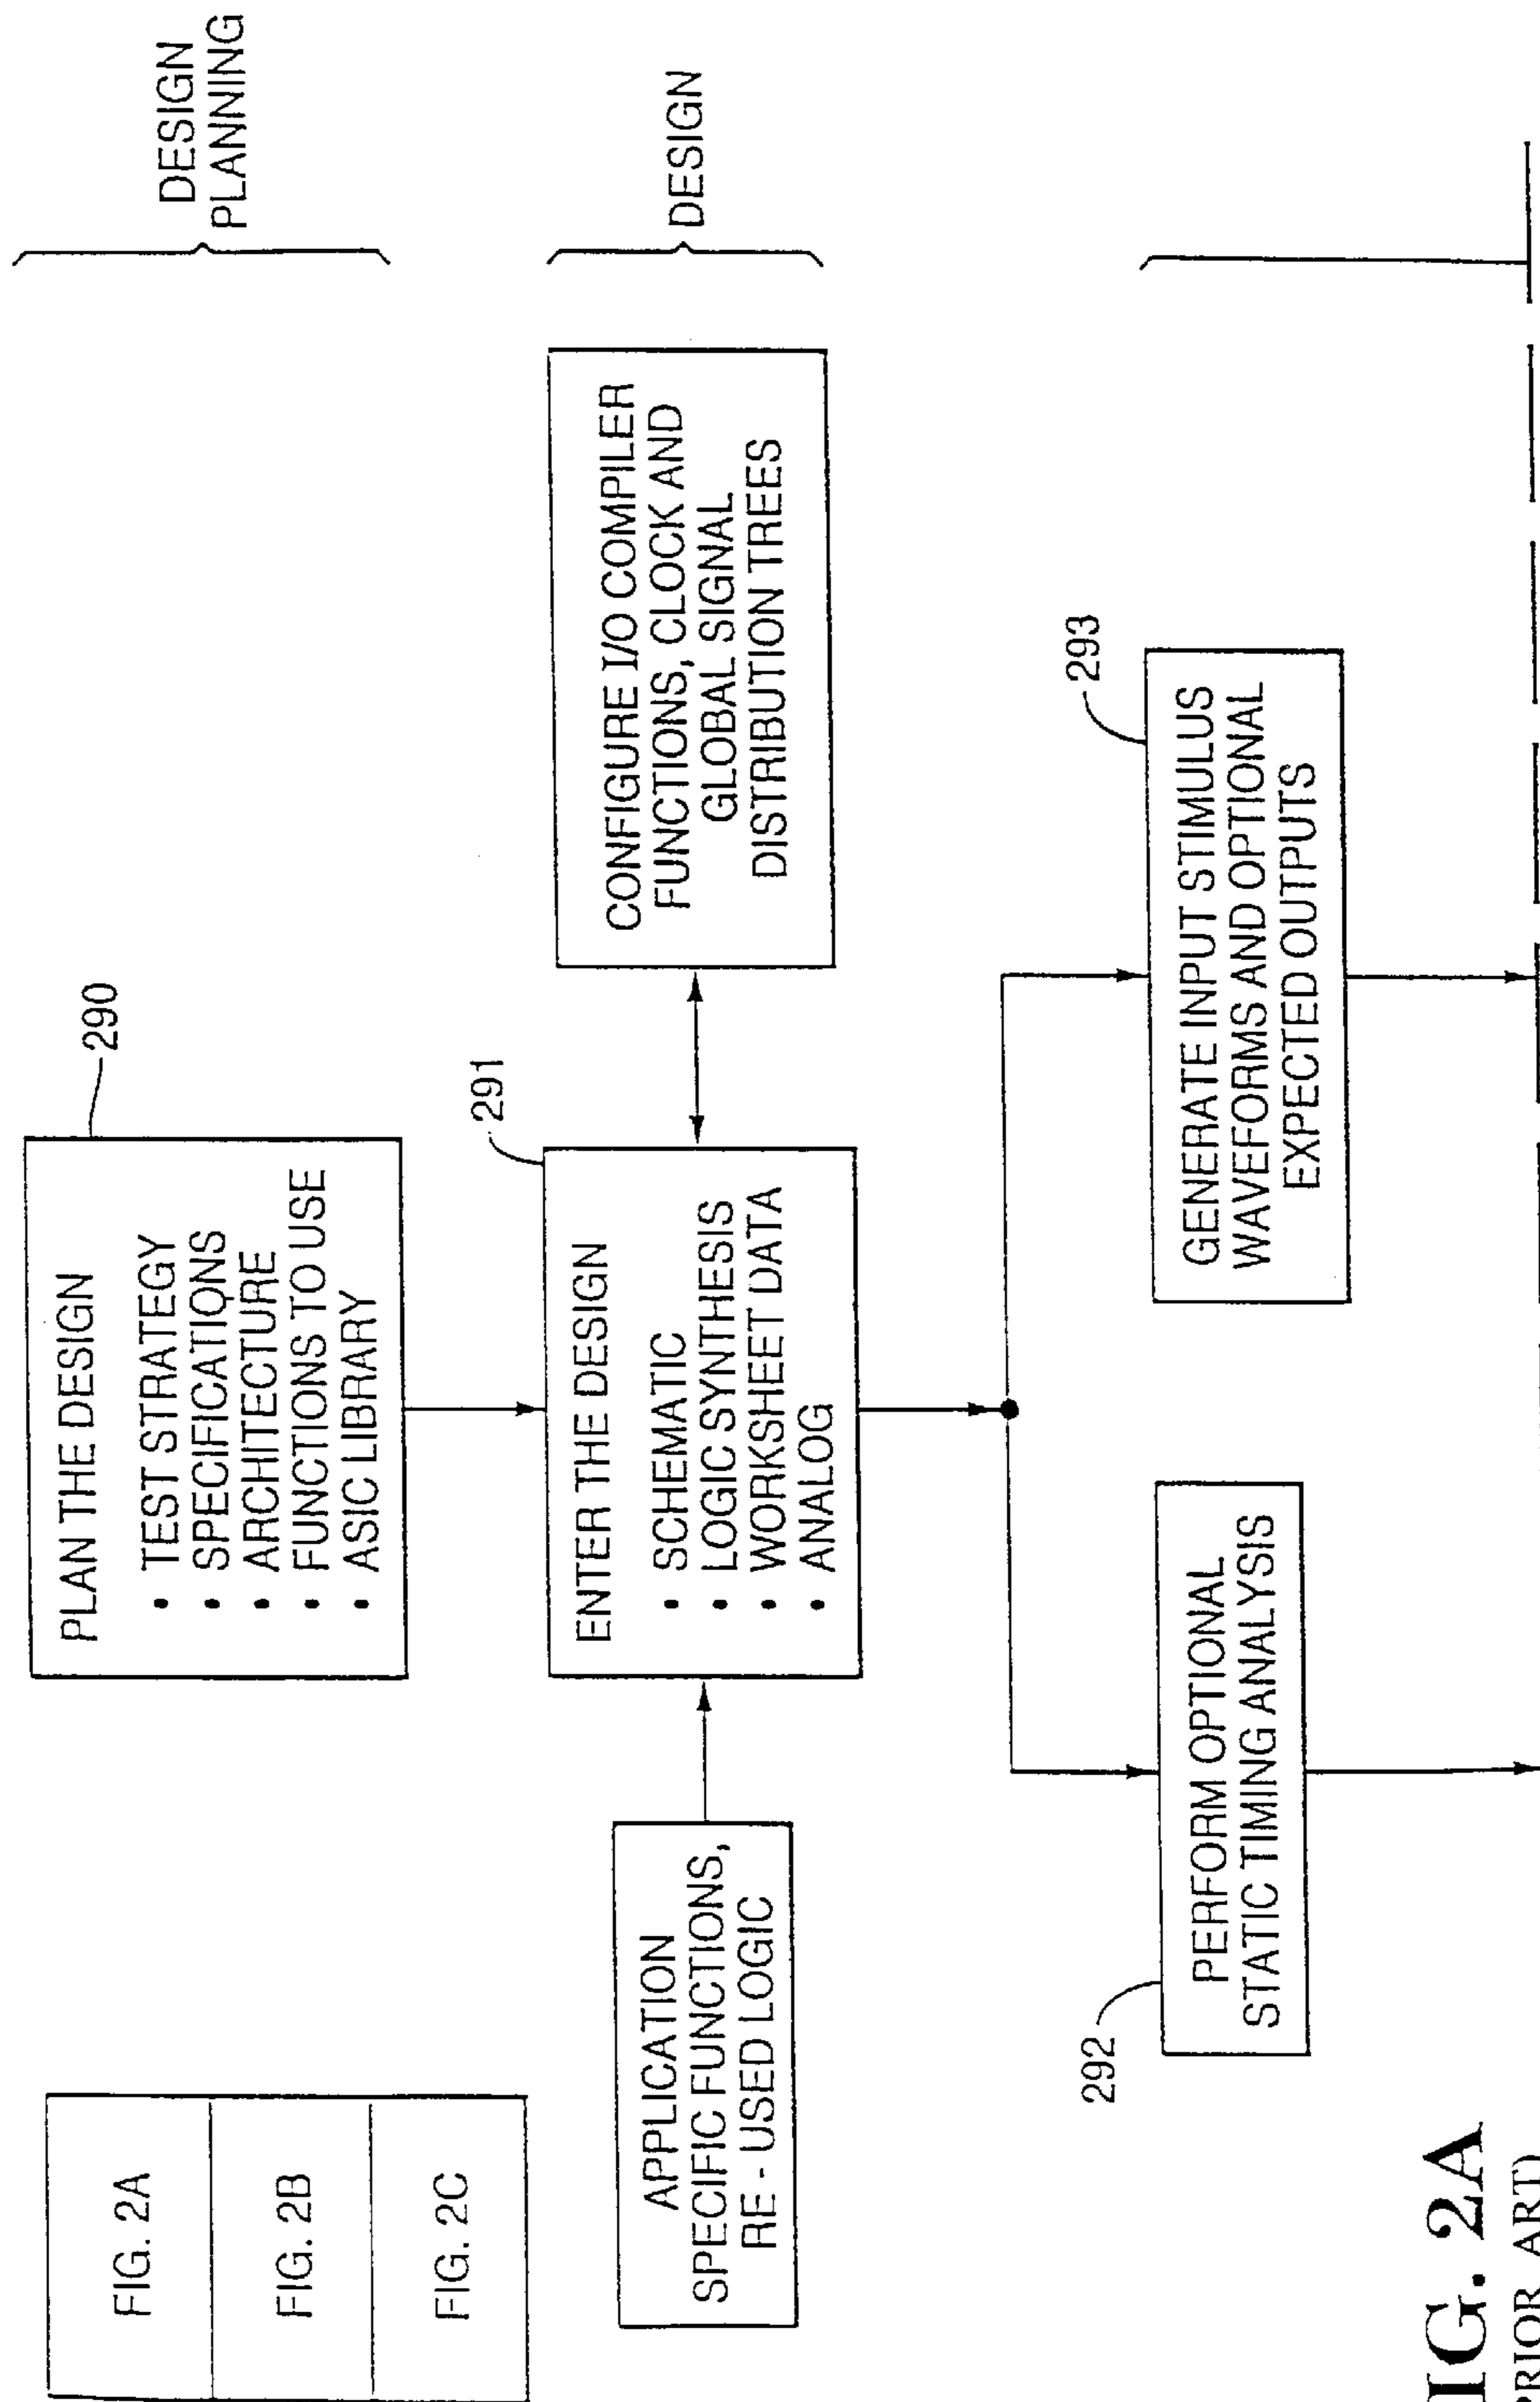 FIG. 2A
FIG. 2B
FIG. 2C
290
PLAN THE DESIGN
• TEST STRATEGY
• SPECIFICATIONS
• ARCHITECTURE
• FUNCTIONS TO USE
• ASIC LIBRARY
DESIGN
PLANNING
APPLICATION
SPECIFIC FUNCTIONS,
RE - USED LOGIC
291
ENTER THE DESIGN
• SCHEMATIC
• LOGIC SYNTHESIS
• WORKSHEET DATA
• ANALOG
CONFIGURE I/O COMPILER
FUNCTIONS, CLOCK AND
GLOBAL SIGNAL
DISTRIBUTION TREES
DESIGN
292
PERFORM OPTIONAL
STATIC TIMING ANALYSIS
293
GENERATE INPUT STIMULUS
WAVEFORMS AND OPTIONAL
EXPECTED OUTPUTS
IG. 2A
RIOR ART)